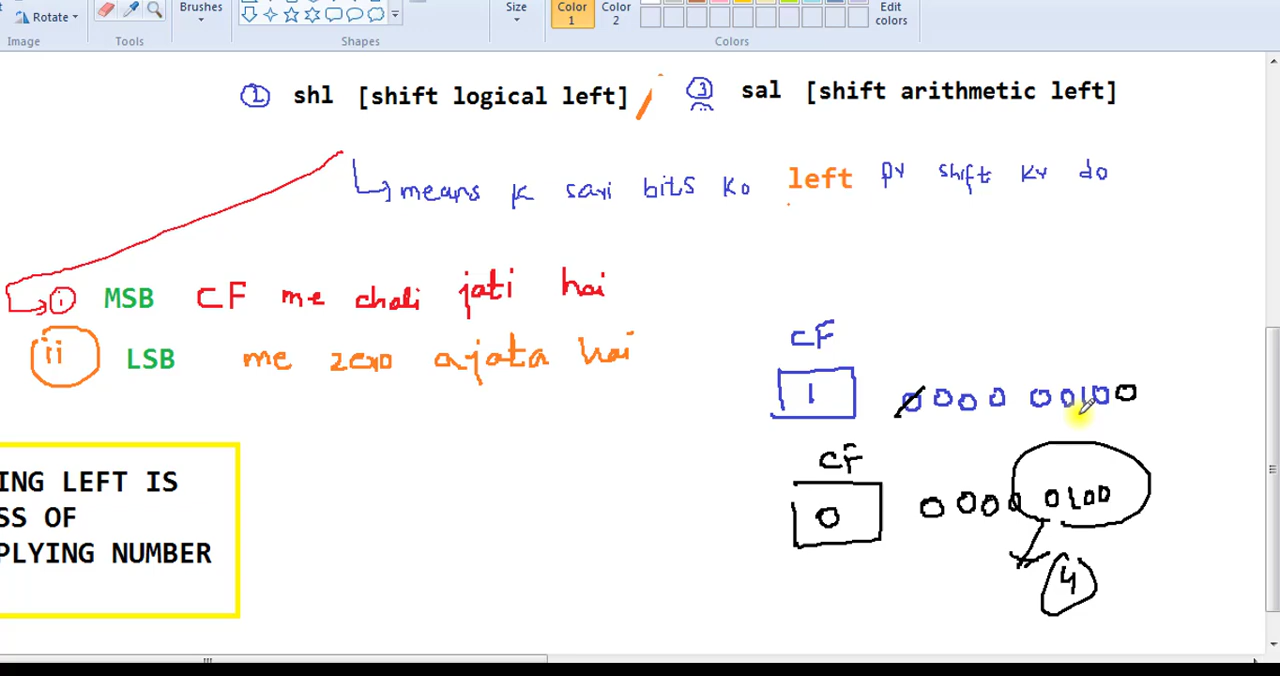 Rotate
Brushes
Size
Color 1
Color 2
Edit colors
Image
Tools
Shapes
Colors
1 shl [shift logical left] / 3 sal [shift arithmetic left]
means k sari bits ko left pr shift kr do
i MSB CF me chali jati hai
ii LSB me zero ajata hai
CF
1 0000 00100
CF
0 0000 0100
4
ING LEFT IS
SS OF
PLYING NUMBER